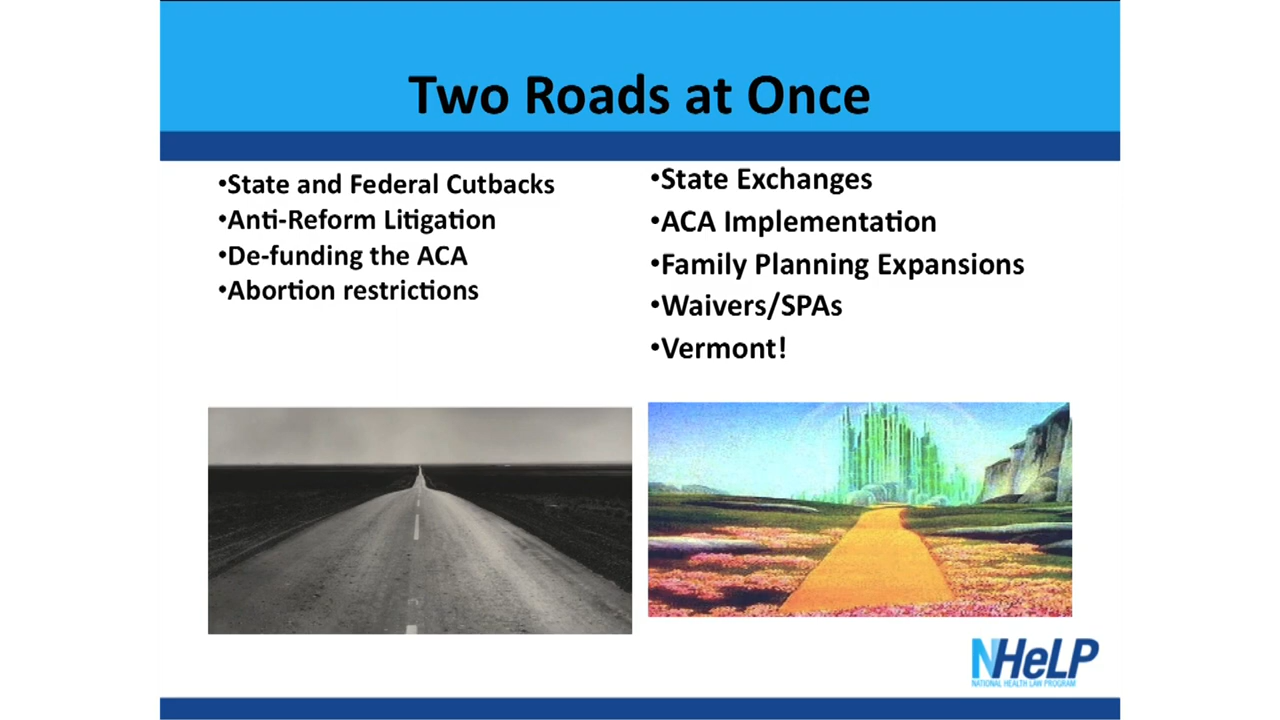 Two Roads at Once
•State and Federal Cutbacks
•Anti-Reform Litigation
•De-funding the ACA
•Abortion restrictions
•State Exchanges
•ACA Implementation
•Family Planning Expansions
•Waivers/SPAs
•Vermont!
NHeLP
NATIONAL HEALTH LAW PROGRAM